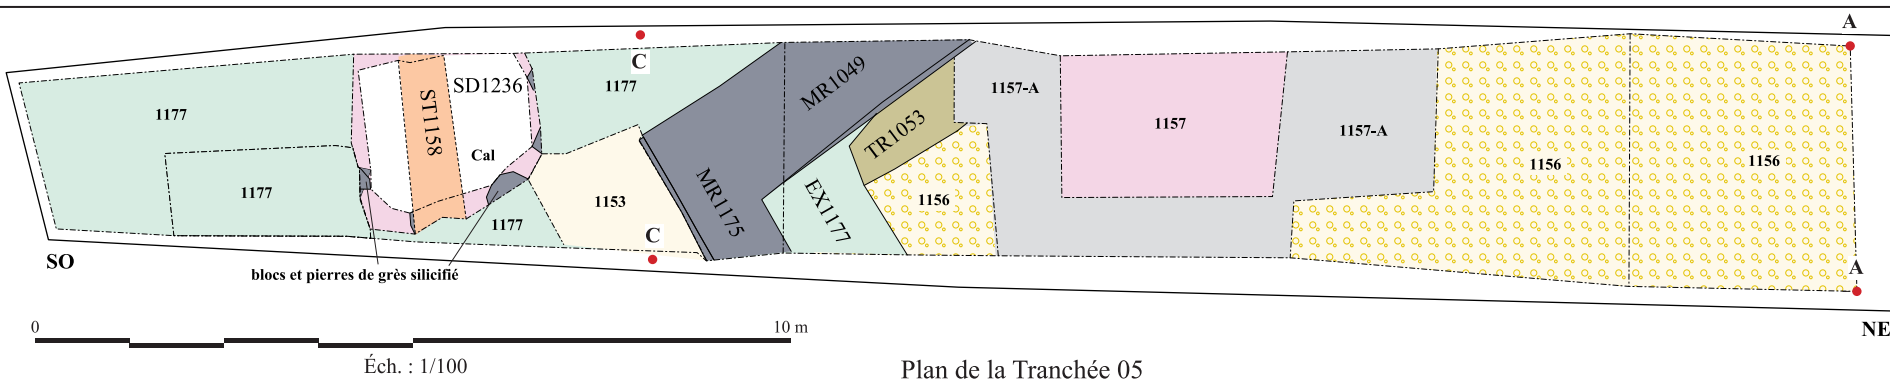 A
C
MR1049
SD1236
1177
1157-A
1177
ST1158
TR1053
1157
1157-A
Cal
1156
1156
1177
1153
MR1175
EX1177
1156
1177
C
SO
blocs et pierres de grès silicifié
A
NE
0
10 m
Éch. : 1/100
Plan de la Tranchée 05